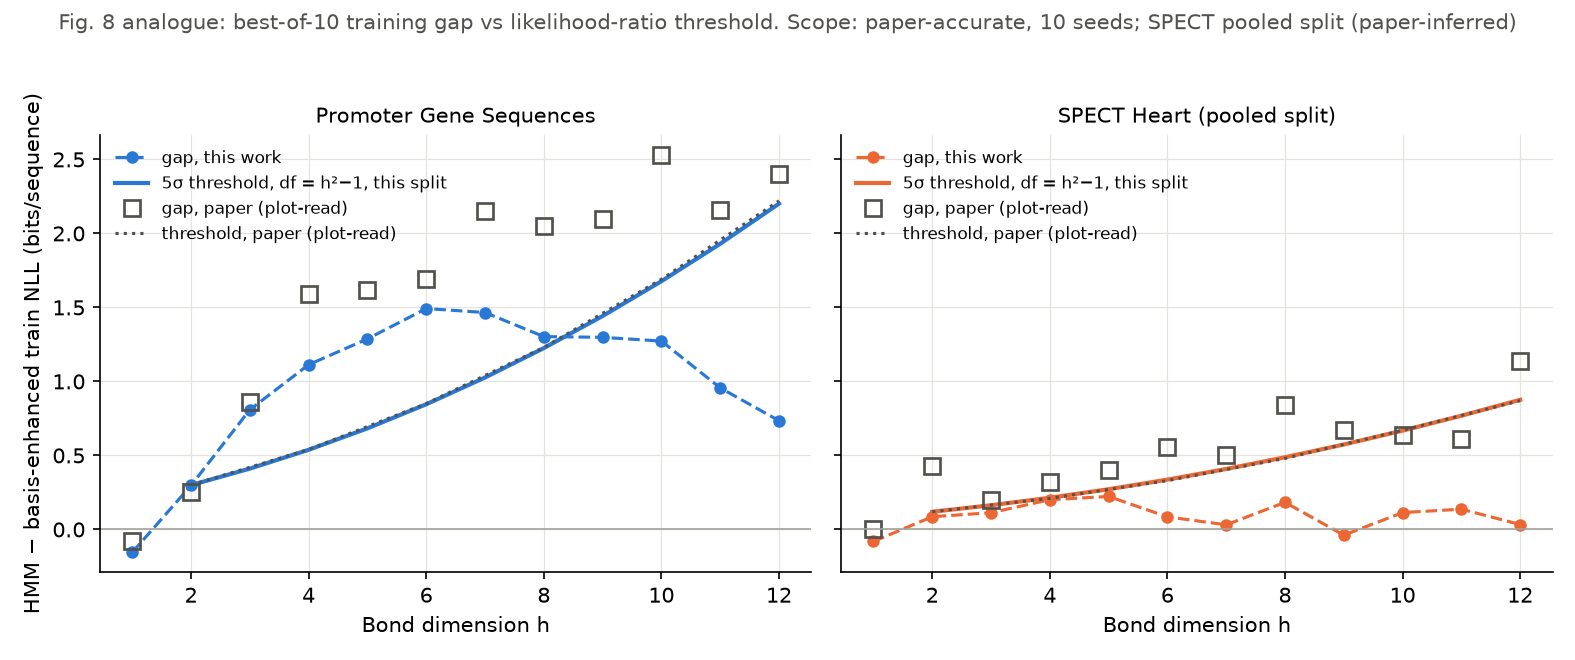 Fig. 8 analogue: best-of-10 training gap vs likelihood-ratio threshold. Scope: paper-accurate, 10 seeds; SPECT pooled split (paper-inferred)
HMM − basis-enhanced train NLL (bits/sequence)
Promoter Gene Sequences
gap, this work
5σ threshold, df = h²−1, this split
gap, paper (plot-read)
threshold, paper (plot-read)
2.5
2.0
1.5
1.0
0.5
0.0
2 4 6 8 10 12
Bond dimension h
SPECT Heart (pooled split)
gap, this work
5σ threshold, df = h²−1, this split
gap, paper (plot-read)
threshold, paper (plot-read)
2 4 6 8 10 12
Bond dimension h